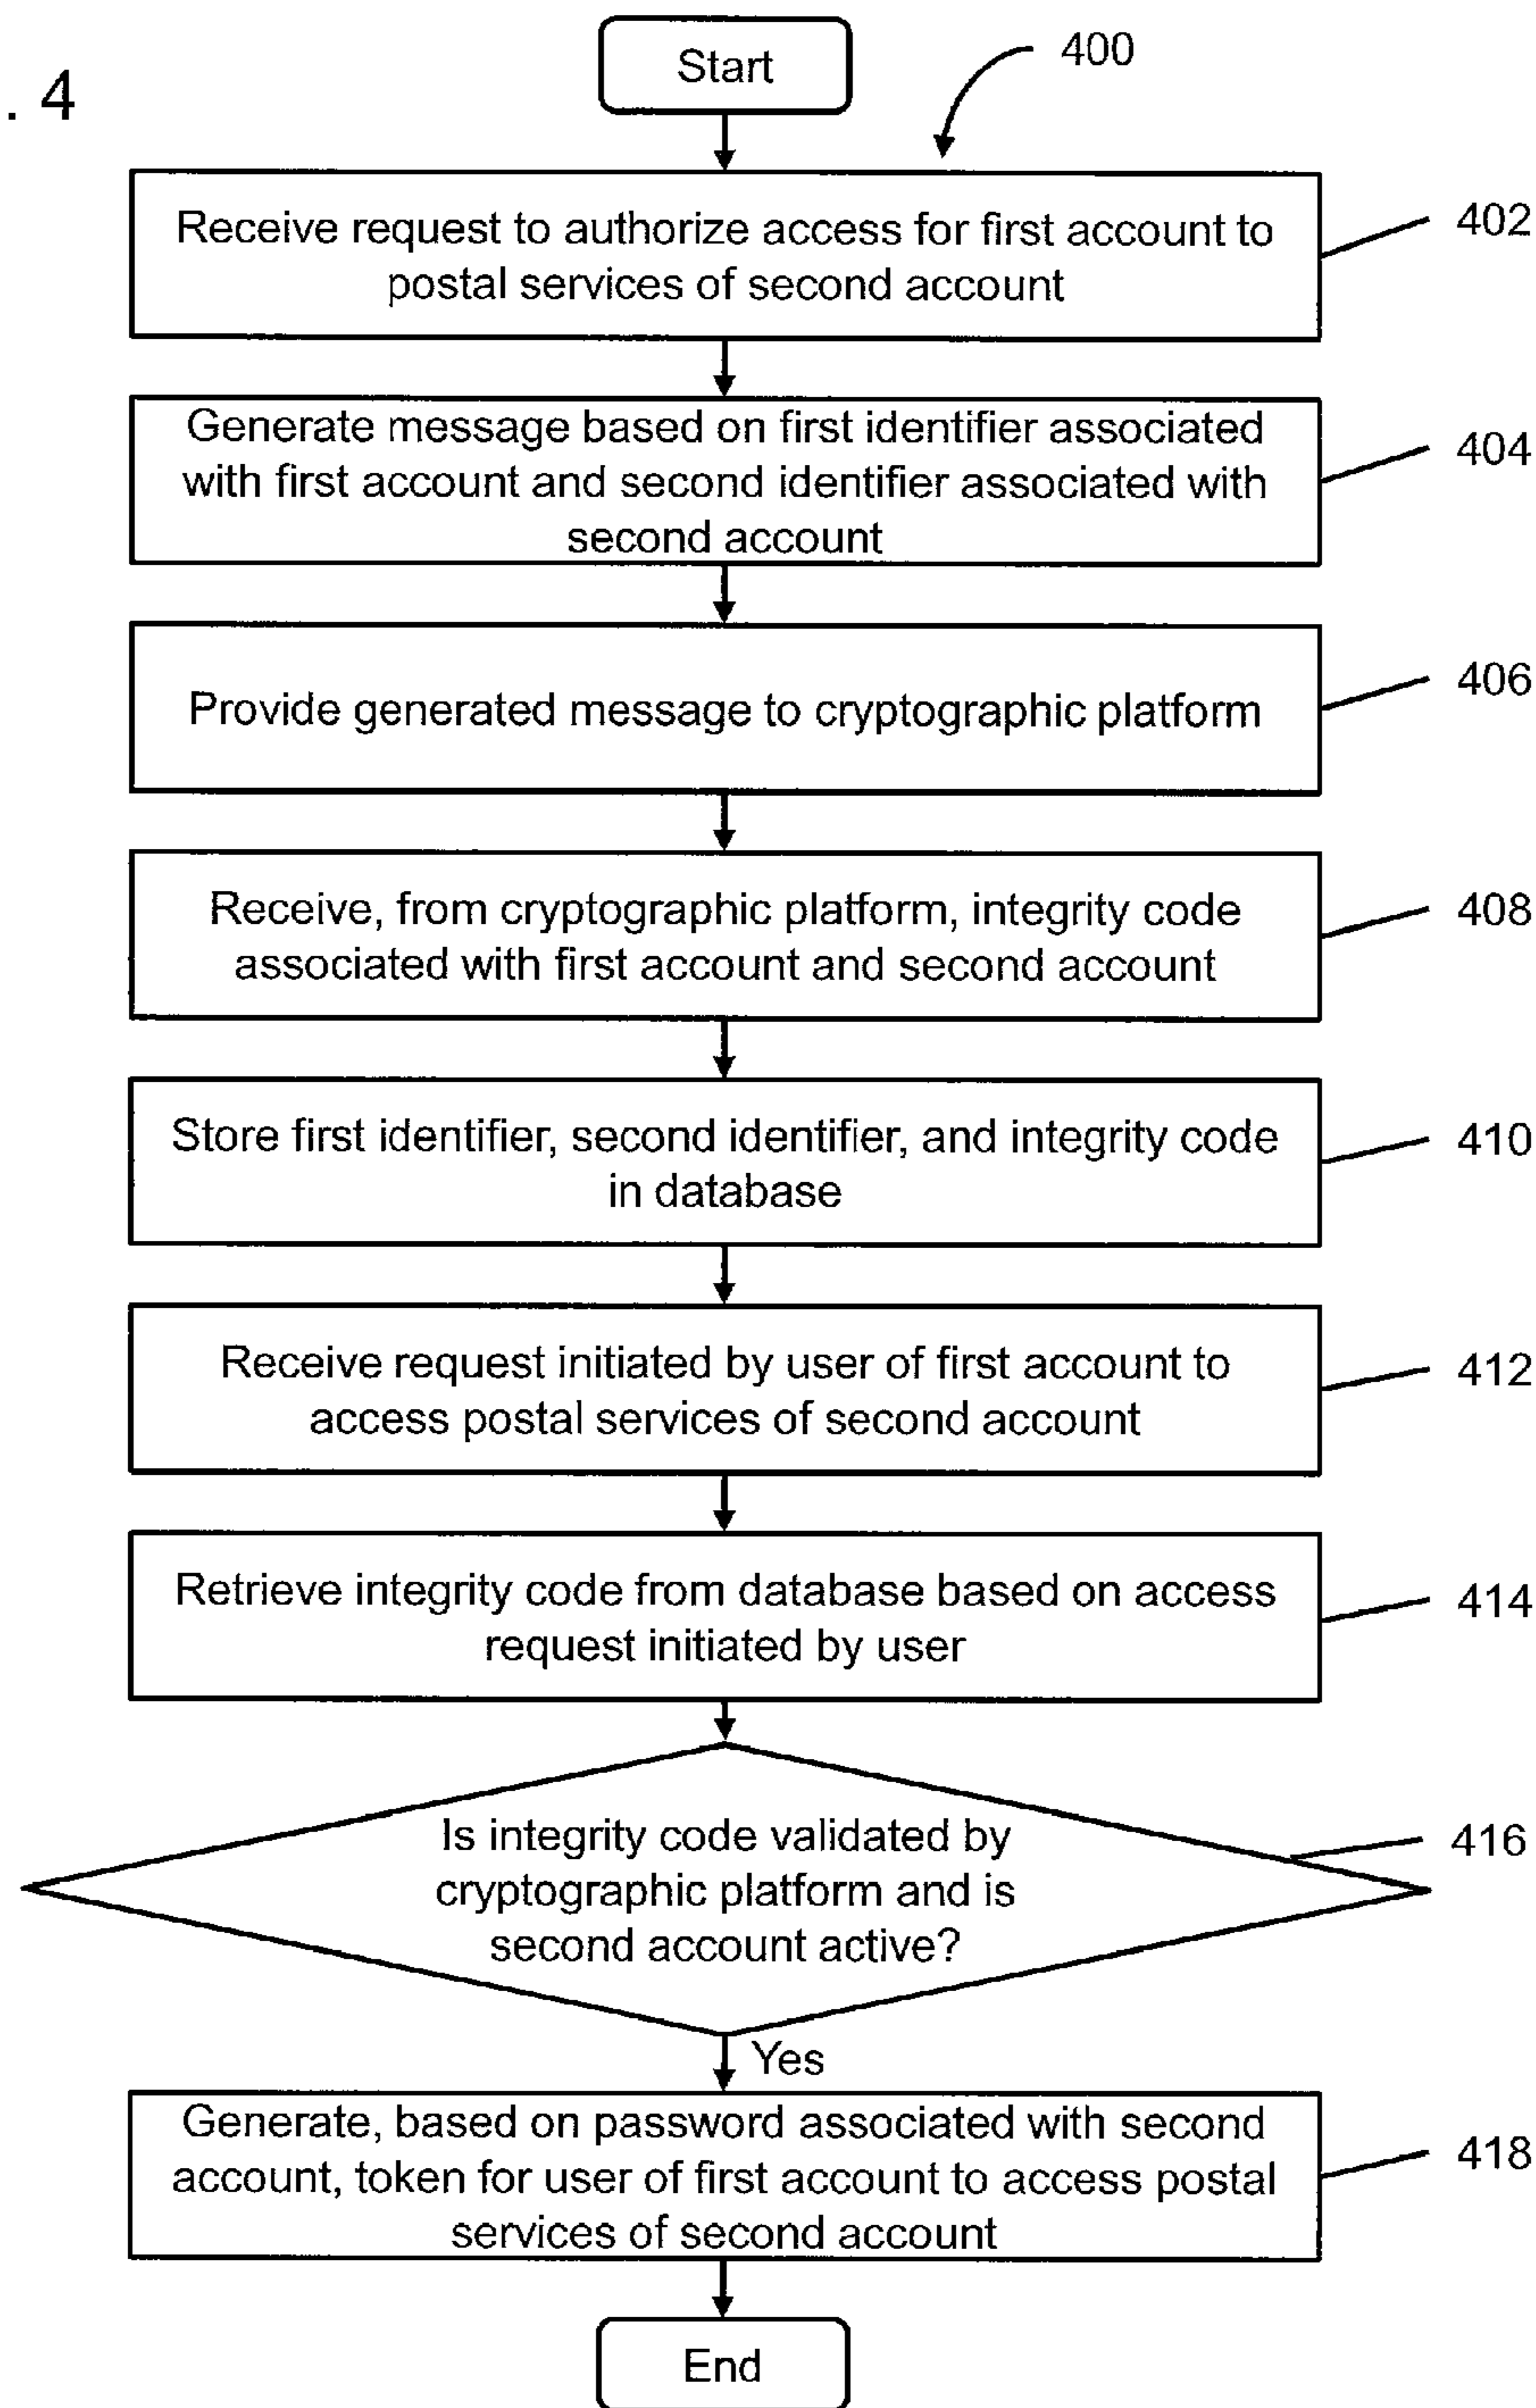 . 4
Start
400
Receive request to authorize access for first account to
postal services of second account
402
Generate message based on first identifier associated
with first account and second identifier associated with
second account
404
Provide generated message to cryptographic platform
406
Receive, from cryptographic platform, integrity code
associated with first account and second account
408
Store first identifier, second identifier, and integrity code
in database
410
Receive request initiated by user of first account to
access postal services of second account
412
Retrieve integrity code from database based on access
request initiated by user
414
Is integrity code validated by
cryptographic platform and is
second account active?
416
Yes
Generate, based on password associated with second
account, token for user of first account to access postal
services of second account
418
End